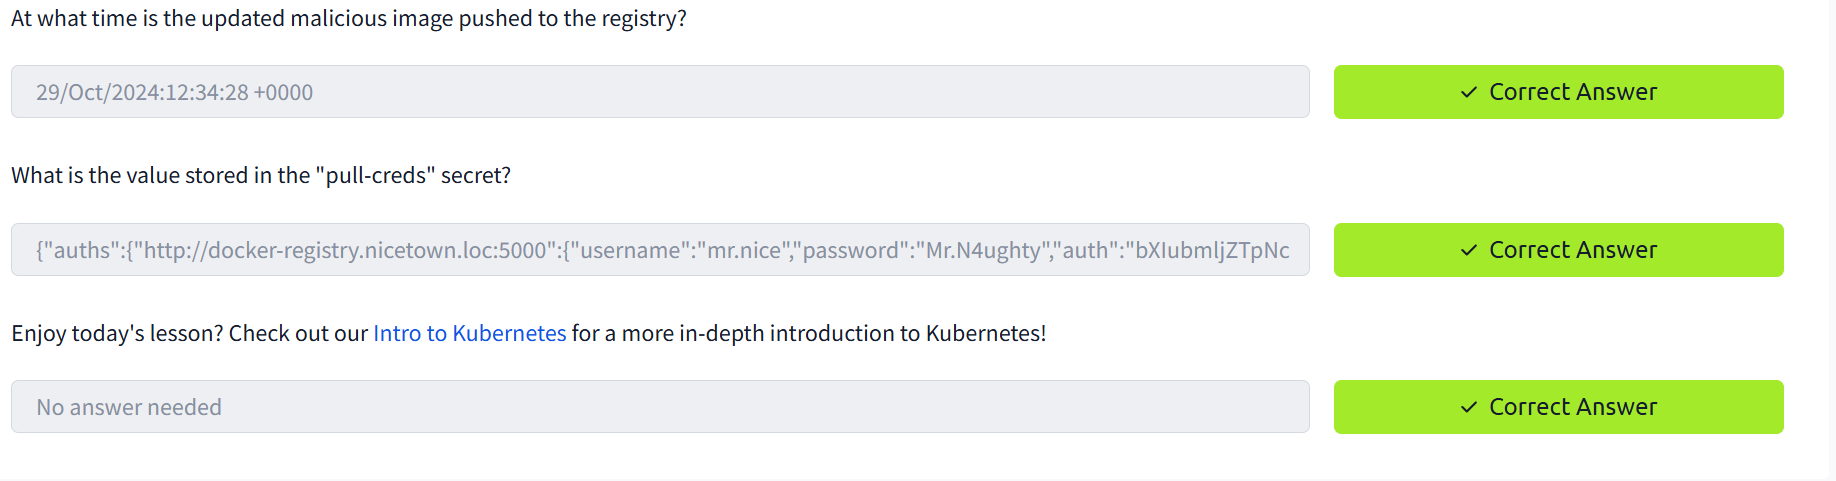 At what time is the updated malicious image pushed to the registry?
29/Oct/2024:12:34:28 +0000
✓ Correct Answer
What is the value stored in the "pull-creds" secret?
{"auths":{"http://docker-registry.nicetown.loc:5000":{"username":"mr.nice","password":"Mr.N4ughty","auth":"bXIubmljZTpNc
✓ Correct Answer
Enjoy today's lesson? Check out our Intro to Kubernetes for a more in-depth introduction to Kubernetes!
No answer needed
✓ Correct Answer